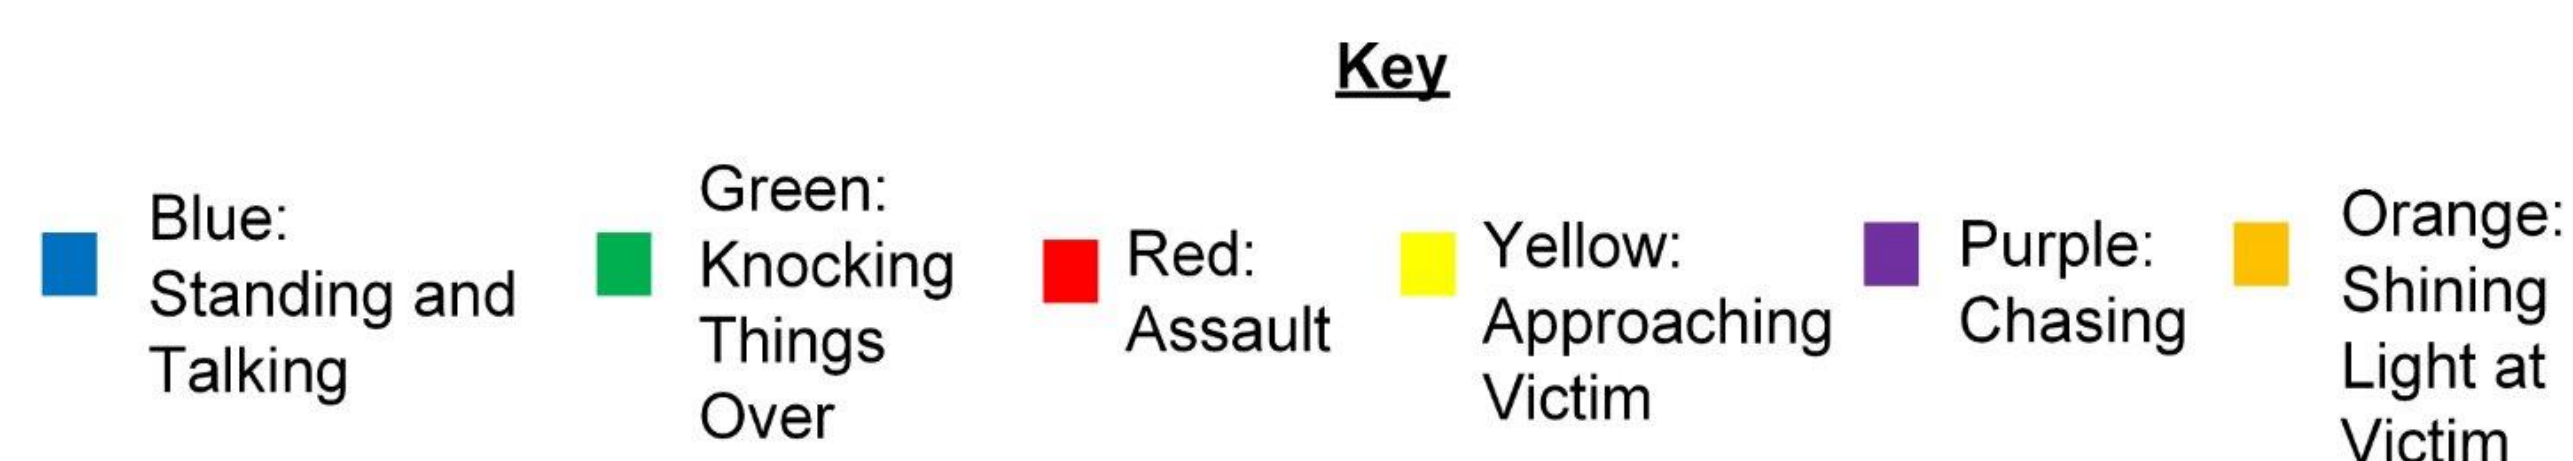 Key
Blue:
Standing and
Talking
Green:
Knocking
Things
Over
Red:
Assault
Yellow:
Approaching
Victim
Purple:
Chasing
Orange:
Shining
Light at
Victim